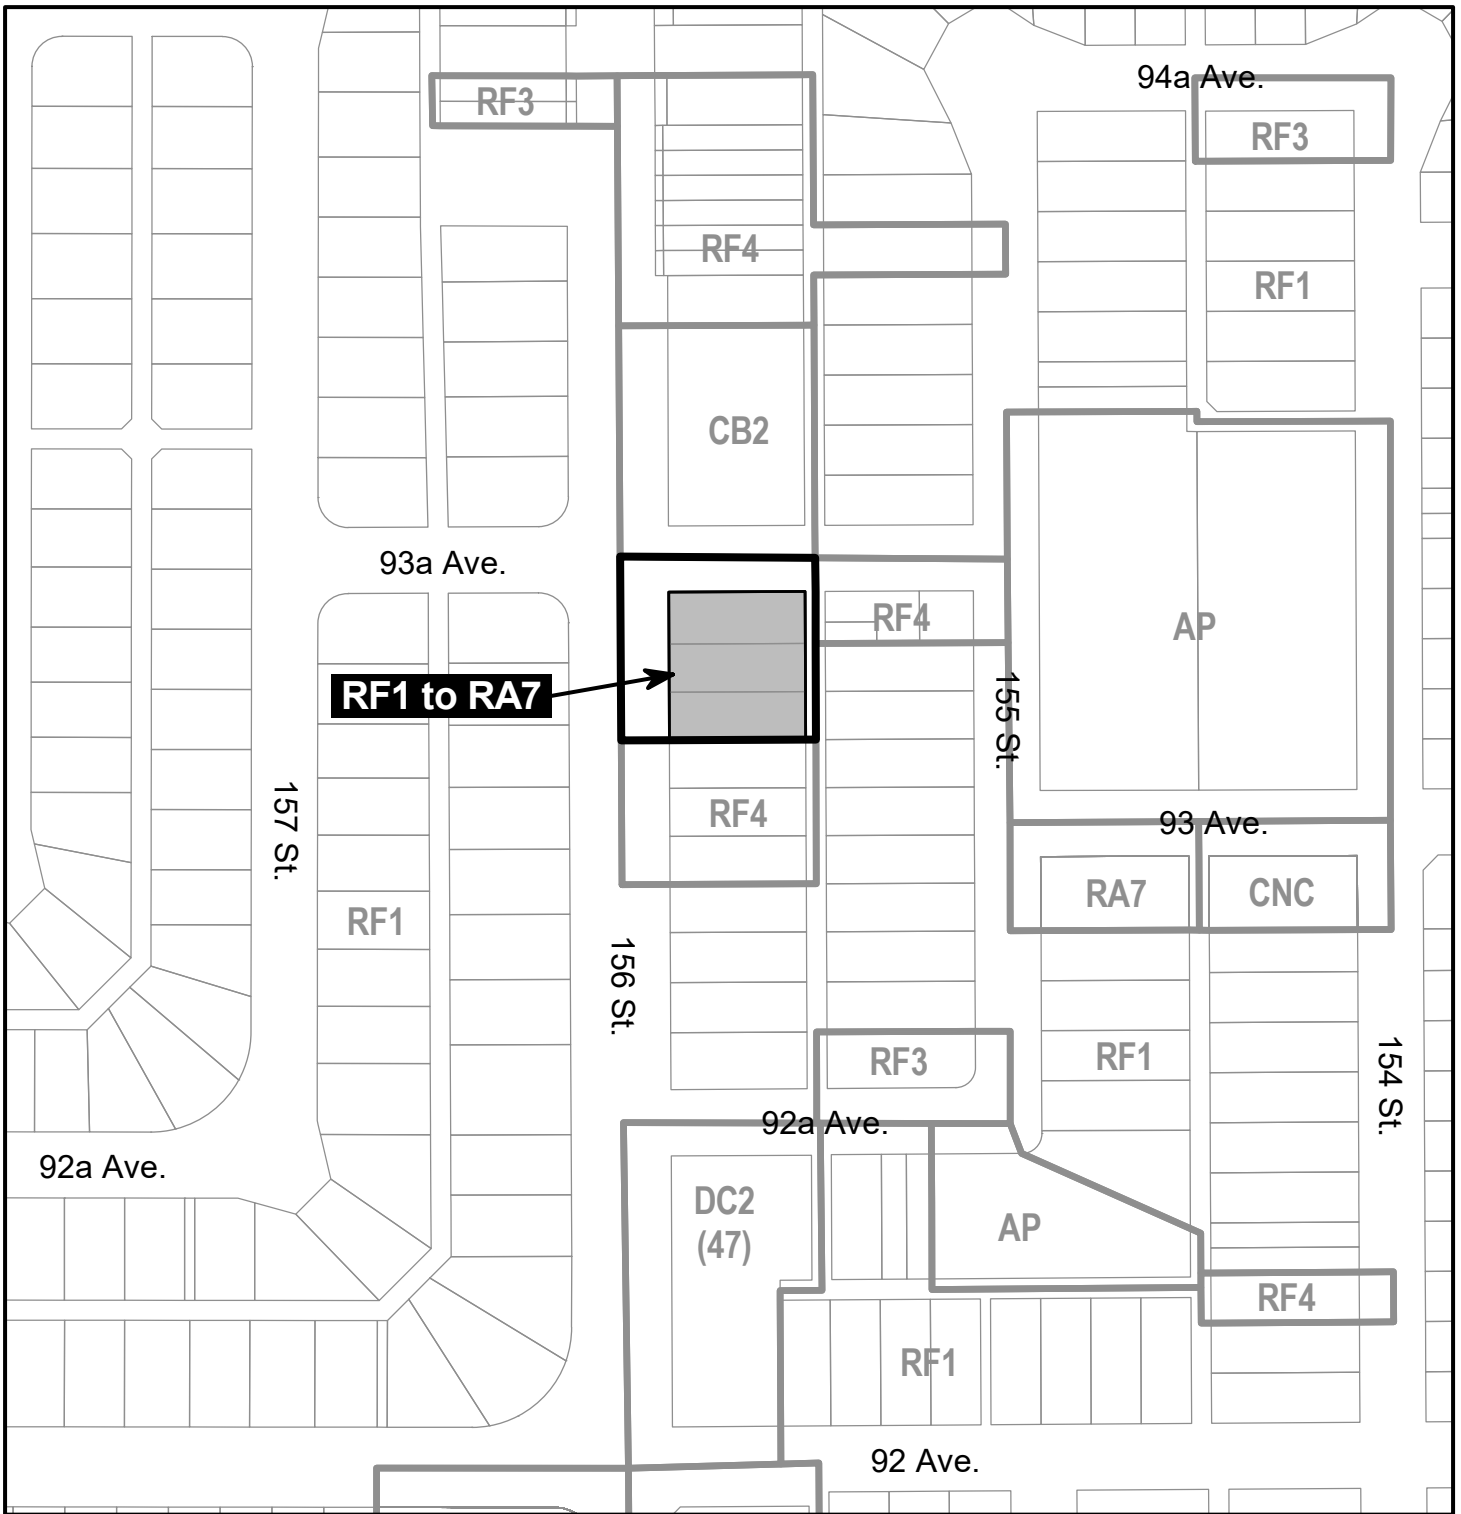 94a Ave.
RF3
RF3
RF4
RF1
CB2
93a Ave.
RF4
AP
RF1 to RA7
155 St.
157 St.
RF4
93 Ave.
RA7
CNC
RF1
156 St.
RF3
RF1
154 St.
92a Ave.
92a Ave.
DC2
(47)
AP
RF4
RF1
92 Ave.